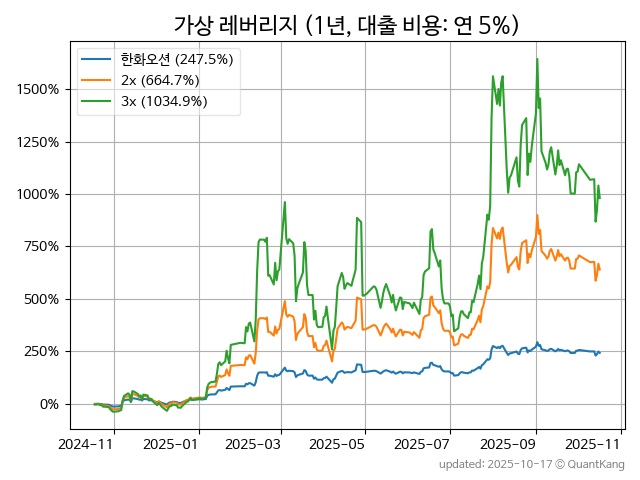 가상 레버리지 (1년, 대출 비용: 연 5%)
한화오션 (247.5%)
2x (664.7%)
3x (1034.9%)
1500%
1250%
1000%
750%
500%
250%
0%
2024-11 2025-01 2025-03 2025-05 2025-07 2025-09 2025-11
updated: 2025-10-17 © QuantKang